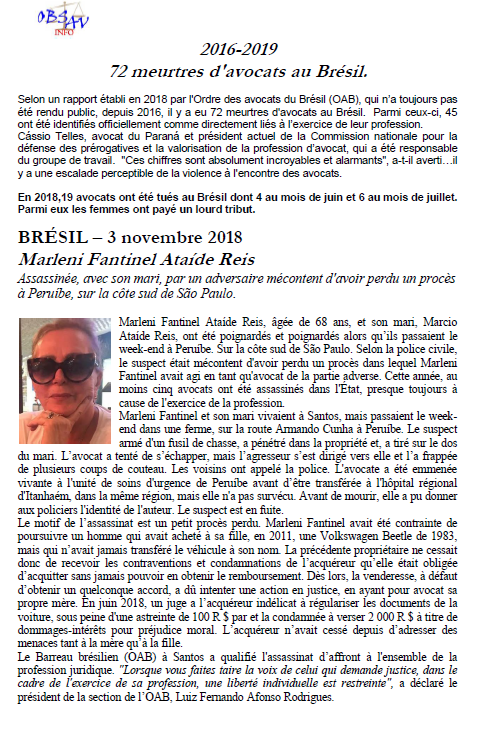 OBSAV
INFO
2016-2019
72 meurtres d'avocats au Brésil.
Selon un rapport établi en 2018 par l'Ordre des avocats du Brésil (OAB), qui n'a toujours pas
été rendu public, depuis 2016, il y a eu 72 meurtres d'avocats au Brésil.  Parmi ceux-ci, 45
ont été identifiés officiellement comme directement liés à l'exercice de leur profession.
Cássio Telles, avocat du Paraná et président actuel de la Commission nationale pour la
défense des prérogatives et la valorisation de la profession d'avocat, qui a été responsable
du groupe de travail.  "Ces chiffres sont absolument incroyables et alarmants", a-t-il averti…il
y a une escalade perceptible de la violence à l'encontre des avocats.
En 2018,19 avocats ont été tués au Brésil dont 4 au mois de juin et 6 au mois de juillet.
Parmi eux les femmes ont payé un lourd tribut.
BRÉSIL – 3 novembre 2018
Marleni Fantinel Ataíde Reis
Assassinée, avec son mari, par un adversaire mécontent d'avoir perdu un procès
à Peruíbe, sur la côte sud de São Paulo.
Marleni Fantinel Ataíde Reis, âgée de 68 ans, et son mari, Marcio
Ataíde Reis, ont été poignardés et poignardés alors qu'ils passaient le
week-end à Peruíbe. Sur la côte sud de São Paulo. Selon la police civile,
le suspect était mécontent d'avoir perdu un procès dans lequel Marleni
Fantinel avait agi en tant qu'avocat de la partie adverse. Cette année, au
moins cinq avocats ont été assassinés dans l'État, presque toujours à
cause de l'exercice de la profession.
Marleni Fantinel et son mari vivaient à Santos, mais passaient le week-
end dans une ferme, sur la route Armando Cunha à Peruíbe. Le suspect
armé d'un fusil de chasse, a pénétré dans la propriété et, a tiré sur le dos
du mari. L'avocat a tenté de s'échapper, mais l'agresseur s'est dirigé vers elle et l'a frappée
de plusieurs coups de couteau. Les voisins ont appelé la police. L'avocate a été emmenée
vivante à l'unité de soins d'urgence de Peruíbe avant d'être transférée à l'hôpital régional
d'Itanhaém, dans la même région, mais elle n'a pas survécu. Avant de mourir, elle a pu donner
aux policiers l'identité de l'auteur. Le suspect est en fuite.
Le motif de l'assassinat est un petit procès perdu. Marleni Fantinel avait été contrainte de
poursuivre un homme qui avait acheté à sa fille, en 2011, une Volkswagen Beetle de 1983,
mais qui n'avait jamais transféré le véhicule à son nom. La précédente propriétaire ne cessait
donc de recevoir les contraventions et condamnations de l'acquéreur qu'elle était obligée
d'acquitter sans jamais pouvoir en obtenir le remboursement. Dès lors, la venderesse, à défaut
d'obtenir un quelconque accord, a dû intenter une action en justice, en ayant pour avocat sa
propre mère. En juin 2018, un juge a l'acquéreur indélicat à régulariser les documents de la
voiture, sous peine d'une astreinte de 100 R $ par et la condamnée à verser 2 000 R $ à titre de
dommages-intérêts pour préjudice moral. L'acquéreur n'avait cessé depuis d'adresser des
menaces tant à la mère qu'à la fille.
Le Barreau brésilien (OAB) à Santos a qualifié l'assassinat d'affront à l'ensemble de la
profession juridique. "Lorsque vous faites taire la voix de celui qui demande justice, dans le
cadre de l'exercice de sa profession, une liberté individuelle est restreinte", a déclaré le
président de la section de l'OAB, Luiz Fernando Afonso Rodrigues.